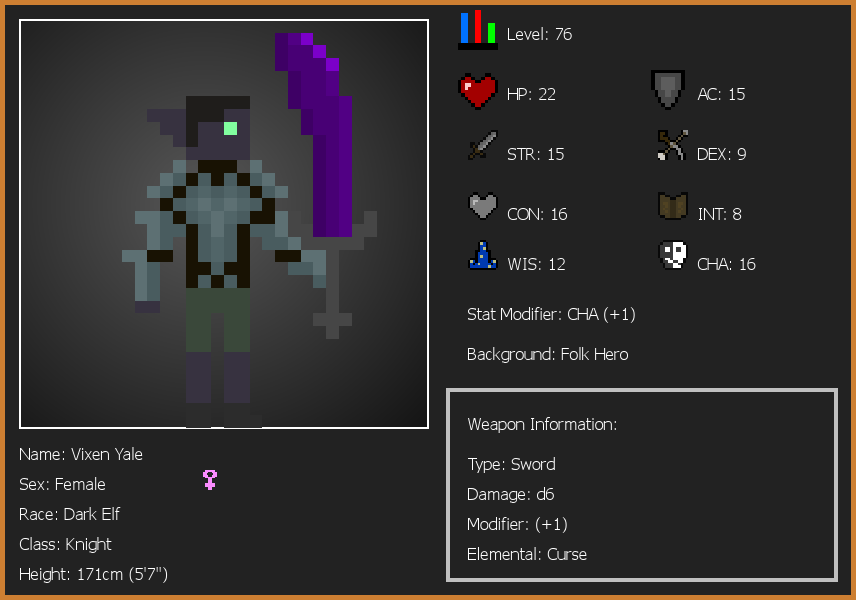 Level: 76
HP: 22
AC: 15
STR: 15
DEX: 9
CON: 16
INT: 8
WIS: 12
CHA: 16
Stat Modifier: CHA (+1)
Background: Folk Hero
Weapon Information:
Type: Sword
Damage: d6
Modifier: (+1)
Elemental: Curse
Name: Vixen Yale
Sex: Female
Race: Dark Elf
Class: Knight
Height: 171cm (5'7")